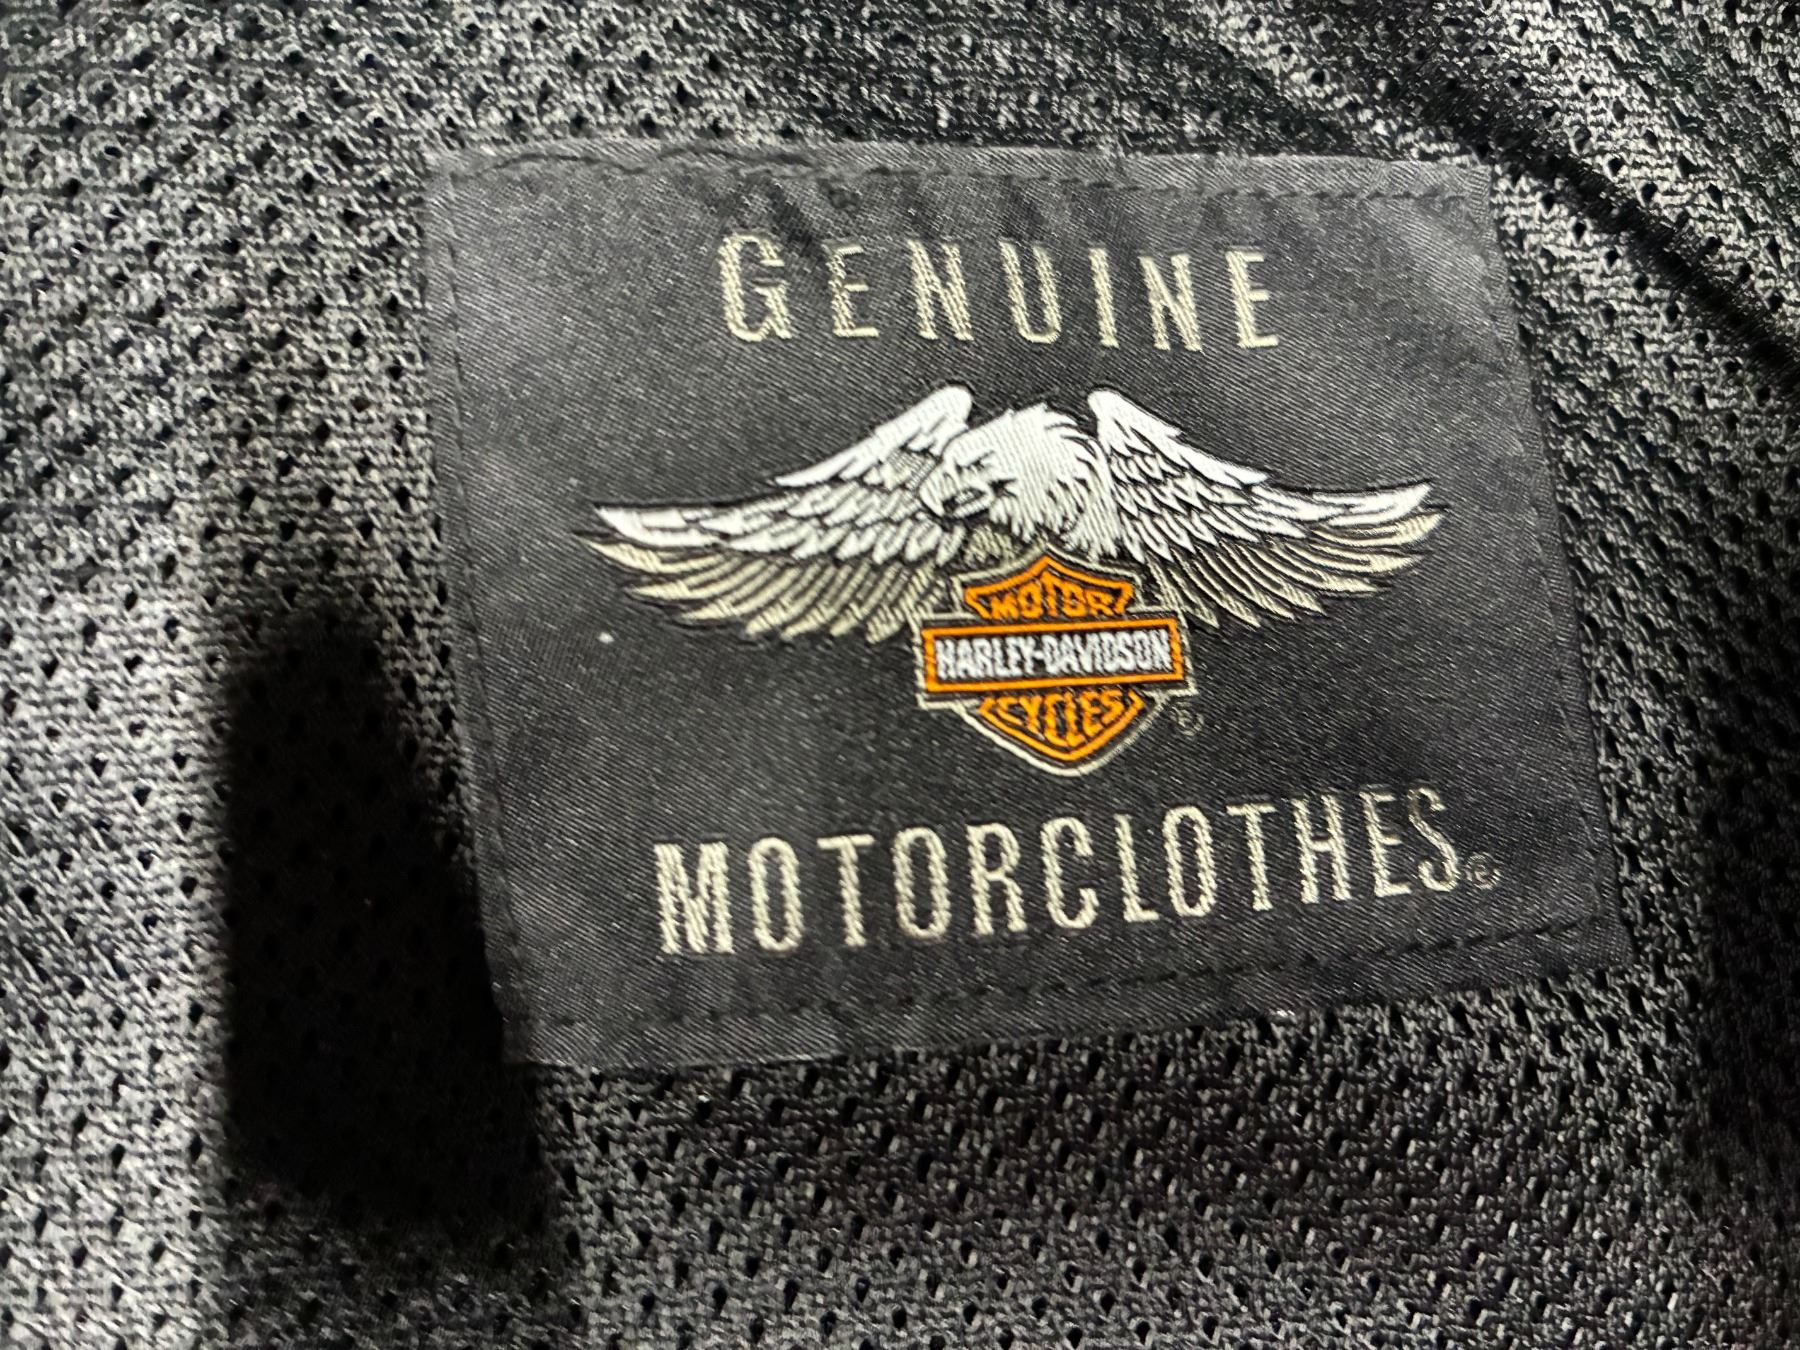 GENUINE
MOTOR
HARLEY-DAVIDSON
CYCLES
®
MOTORCLOTHES®